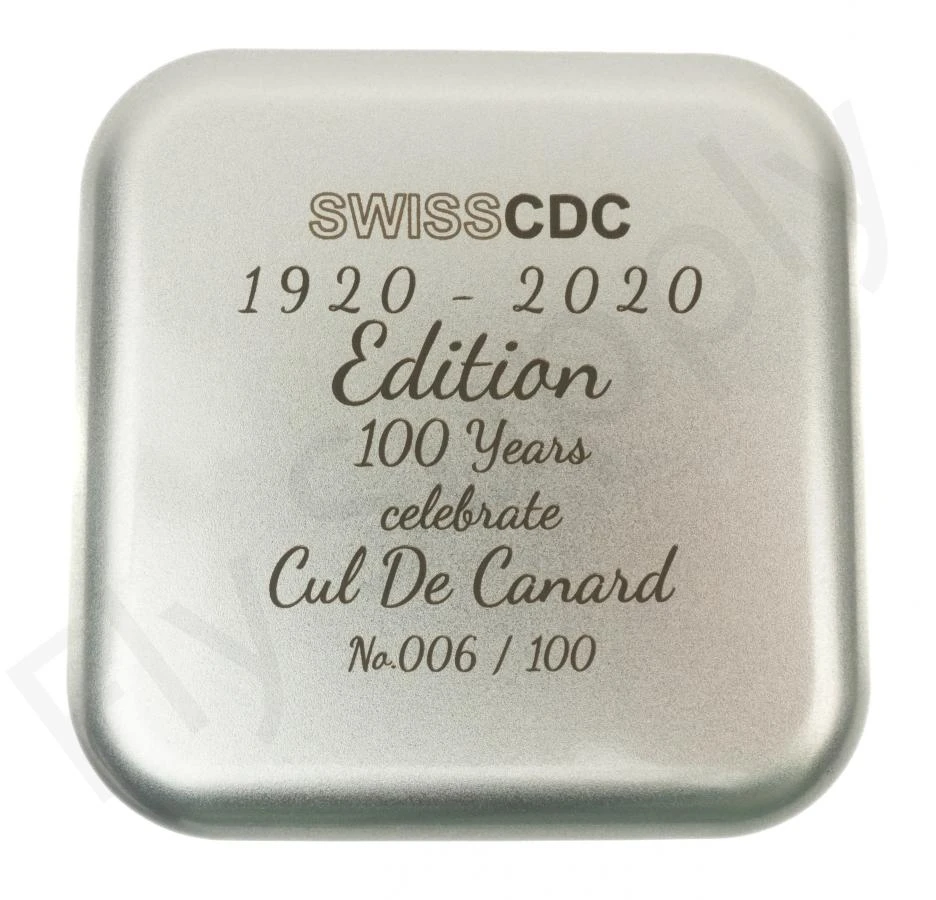 SWISSCDC
1920 - 2020
Edition
100 Years
celebrate
Cul De Canard
No.006 / 100